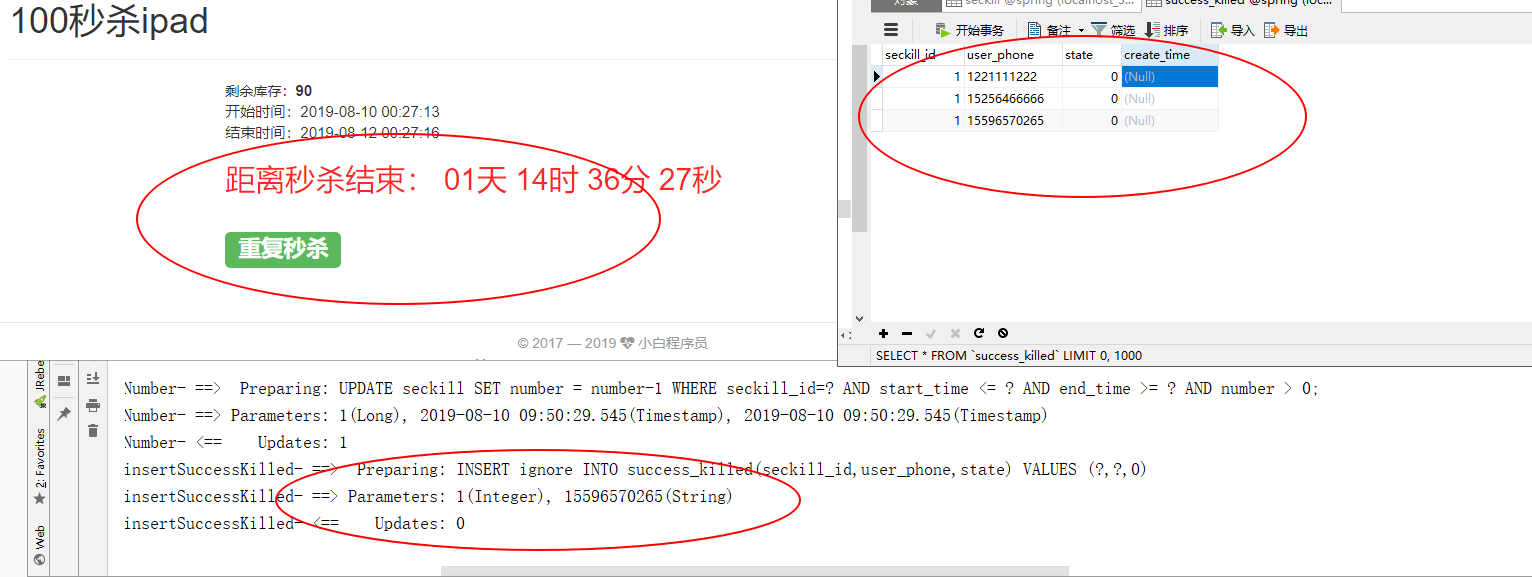 100秒杀ipad
剩余库存：90
开始时间：2019-08-10 00:27:13
结束时间：2019-08-12 00:27:16
距离秒杀结束： 01天 14时 36分 27秒
重复秒杀
© 2017 — 2019 小白程序员
对象 seckill @spring (localhost_3... success_killed @spring (loc...
开始事务 备注 筛选 排序 导入 导出
seckill_id user_phone state create_time
1 1221111222 0 (Null)
1 15256466666 0 (Null)
1 15596570265 0 (Null)
SELECT * FROM `success_killed` LIMIT 0, 1000
JRebe
2: Favorites
Web
Number- ==>  Preparing: UPDATE seckill SET number = number-1 WHERE seckill_id=? AND start_time <= ? AND end_time >= ? AND number > 0;
Number- ==> Parameters: 1(Long), 2019-08-10 09:50:29.545(Timestamp), 2019-08-10 09:50:29.545(Timestamp)
Number- <==    Updates: 1
insertSuccessKilled- ==>  Preparing: INSERT ignore INTO success_killed(seckill_id,user_phone,state) VALUES (?,?,0)
insertSuccessKilled- ==> Parameters: 1(Integer), 15596570265(String)
insertSuccessKilled- <==    Updates: 0